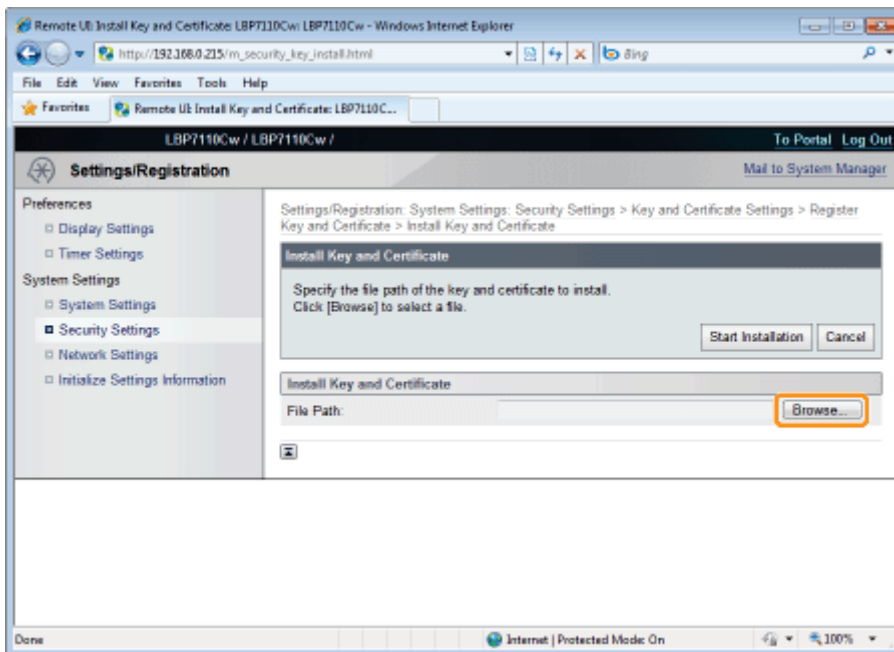 Remote UI: Install Key and Certificate: LBP7110Cw: LBP7110Cw - Windows Internet Explorer
http://192.168.0.215/m_security_key_install.html
Bing
File Edit View Favorites Tools Help
Favorites
Remote UI: Install Key and Certificate: LBP7110C...
LBP7110Cw / LBP7110Cw /
To Portal Log Out
Settings/Registration
Mail to System Manager
Preferences
Display Settings
Timer Settings
System Settings
System Settings
Security Settings
Network Settings
Initialize Settings Information
Settings/Registration: System Settings: Security Settings > Key and Certificate Settings > Register
Key and Certificate > Install Key and Certificate
Install Key and Certificate
Specify the file path of the key and certificate to install.
Click [Browse] to select a file.
Start Installation Cancel
Install Key and Certificate
File Path:
Browse...
Done
Internet | Protected Mode: On
100%